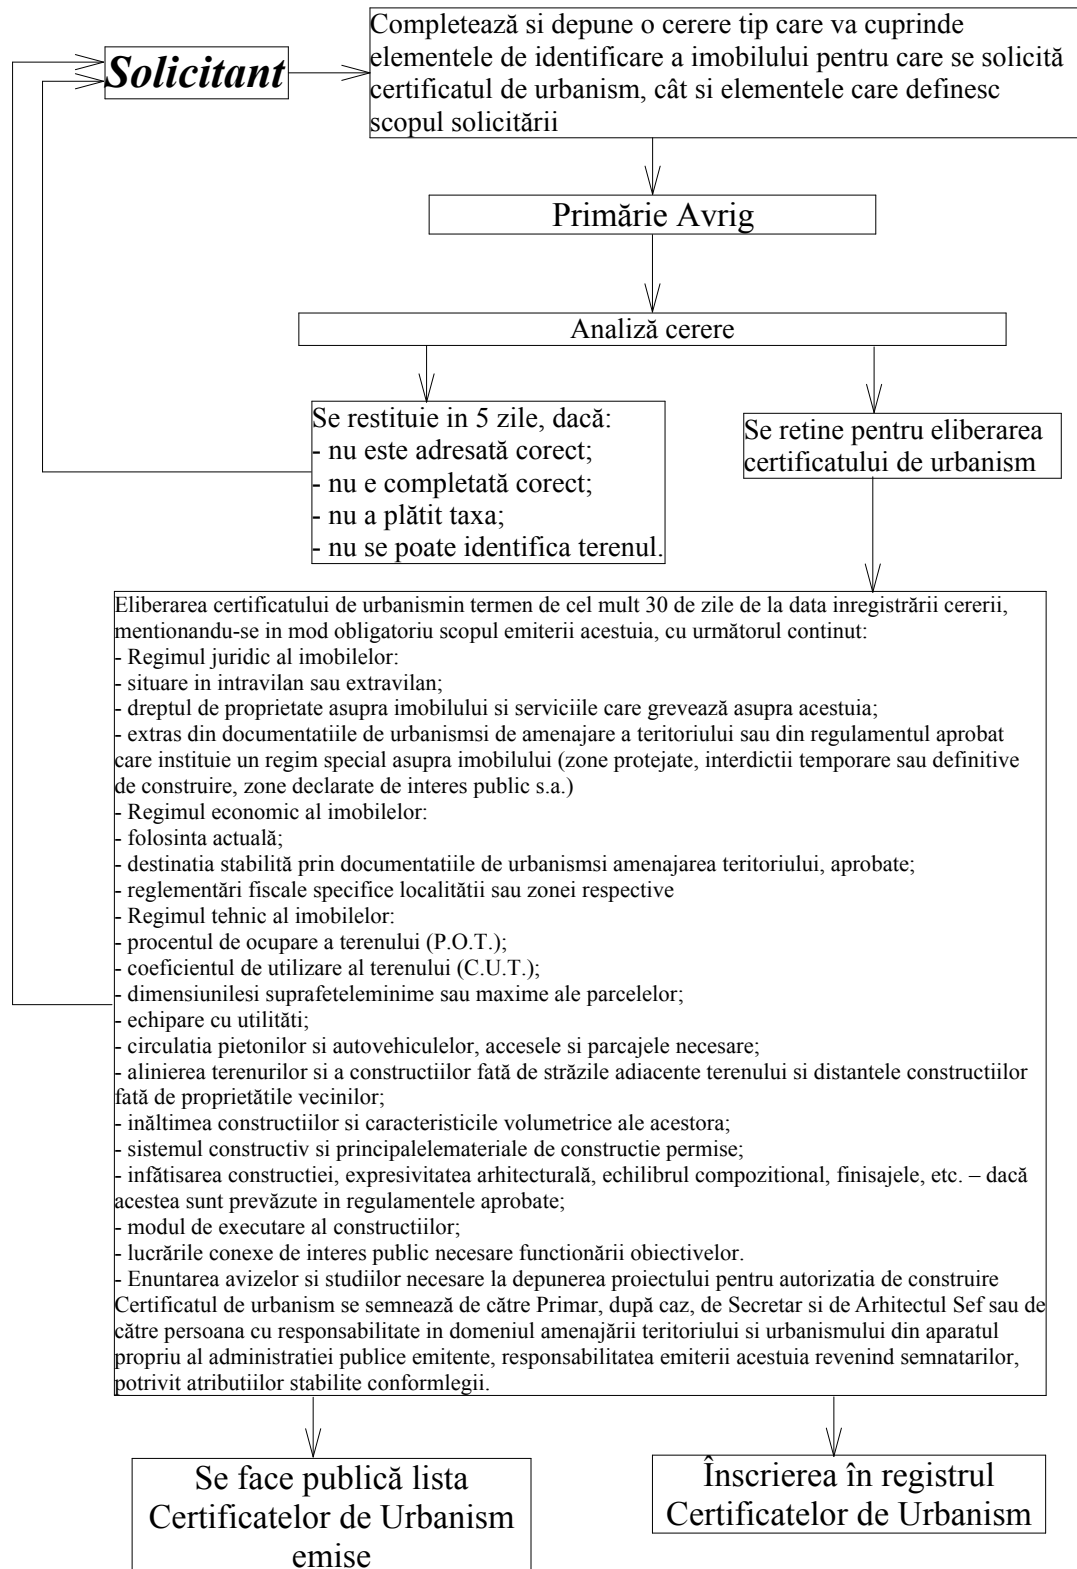 Solicitant
Completează si depune o cerere tip care va cuprinde
elementele de identificare a imobilului pentru care se solicită
certificatul de urbanism, cât si elementele care definesc
scopul solicitării
Primărie Avrig
Analiză cerere
Se restituie in 5 zile, dacă:
- nu este adresată corect;
- nu e completată corect;
- nu a plătit taxa;
- nu se poate identifica terenul.
Se retine pentru eliberarea
certificatului de urbanism
Eliberarea certificatului de urbanismin termen de cel mult 30 de zile de la data inregistrării cererii,
mentionandu-se in mod obligatoriu scopul emiterii acestuia, cu următorul continut:
- Regimul juridic al imobilelor:
- situare in intravilan sau extravilan;
- dreptul de proprietate asupra imobilului si serviciile care grevează asupra acestuia;
- extras din documentatiile de urbanismsi de amenajare a teritoriului sau din regulamentul aprobat
care instituie un regim special asupra imobilului (zone protejate, interdictii temporare sau definitive
de construire, zone declarate de interes public s.a.)
- Regimul economic al imobilelor:
- folosinta actuală;
- destinatia stabilită prin documentatiile de urbanismsi amenajarea teritoriului, aprobate;
- reglementări fiscale specifice localitătii sau zonei respective
- Regimul tehnic al imobilelor:
- procentul de ocupare a terenului (P.O.T.);
- coeficientul de utilizare al terenului (C.U.T.);
- dimensiunilesi suprafeteleminime sau maxime ale parcelelor;
- echipare cu utilităti;
- circulatia pietonilor si autovehiculelor, accesele si parcajele necesare;
- alinierea terenurilor si a constructiilor fată de străzile adiacente terenului si distantele constructiilor
fată de proprietătile vecinilor;
- inăltimea constructiilor si caracteristicile volumetrice ale acestora;
- sistemul constructiv si principalelemateriale de constructie permise;
- infătisarea constructiei, expresivitatea arhitecturală, echilibrul compozitional, finisajele, etc. – dacă
acestea sunt prevăzute in regulamentele aprobate;
- modul de executare al constructiilor;
- lucrările conexe de interes public necesare functionării obiectivelor.
- Enuntarea avizelor si studiilor necesare la depunerea proiectului pentru autorizatia de construire
Certificatul de urbanism se semnează de către Primar, după caz, de Secretar si de Arhitectul Sef sau de
către persoana cu responsabilitate in domeniul amenajării teritoriului si urbanismului din aparatul
propriu al administratiei publice emitente, responsabilitatea emiterii acestuia revenind semnatarilor,
potrivit atributiilor stabilite conformlegii.
Se face publică lista
Certificatelor de Urbanism
emise
Înscrierea în registrul
Certificatelor de Urbanism